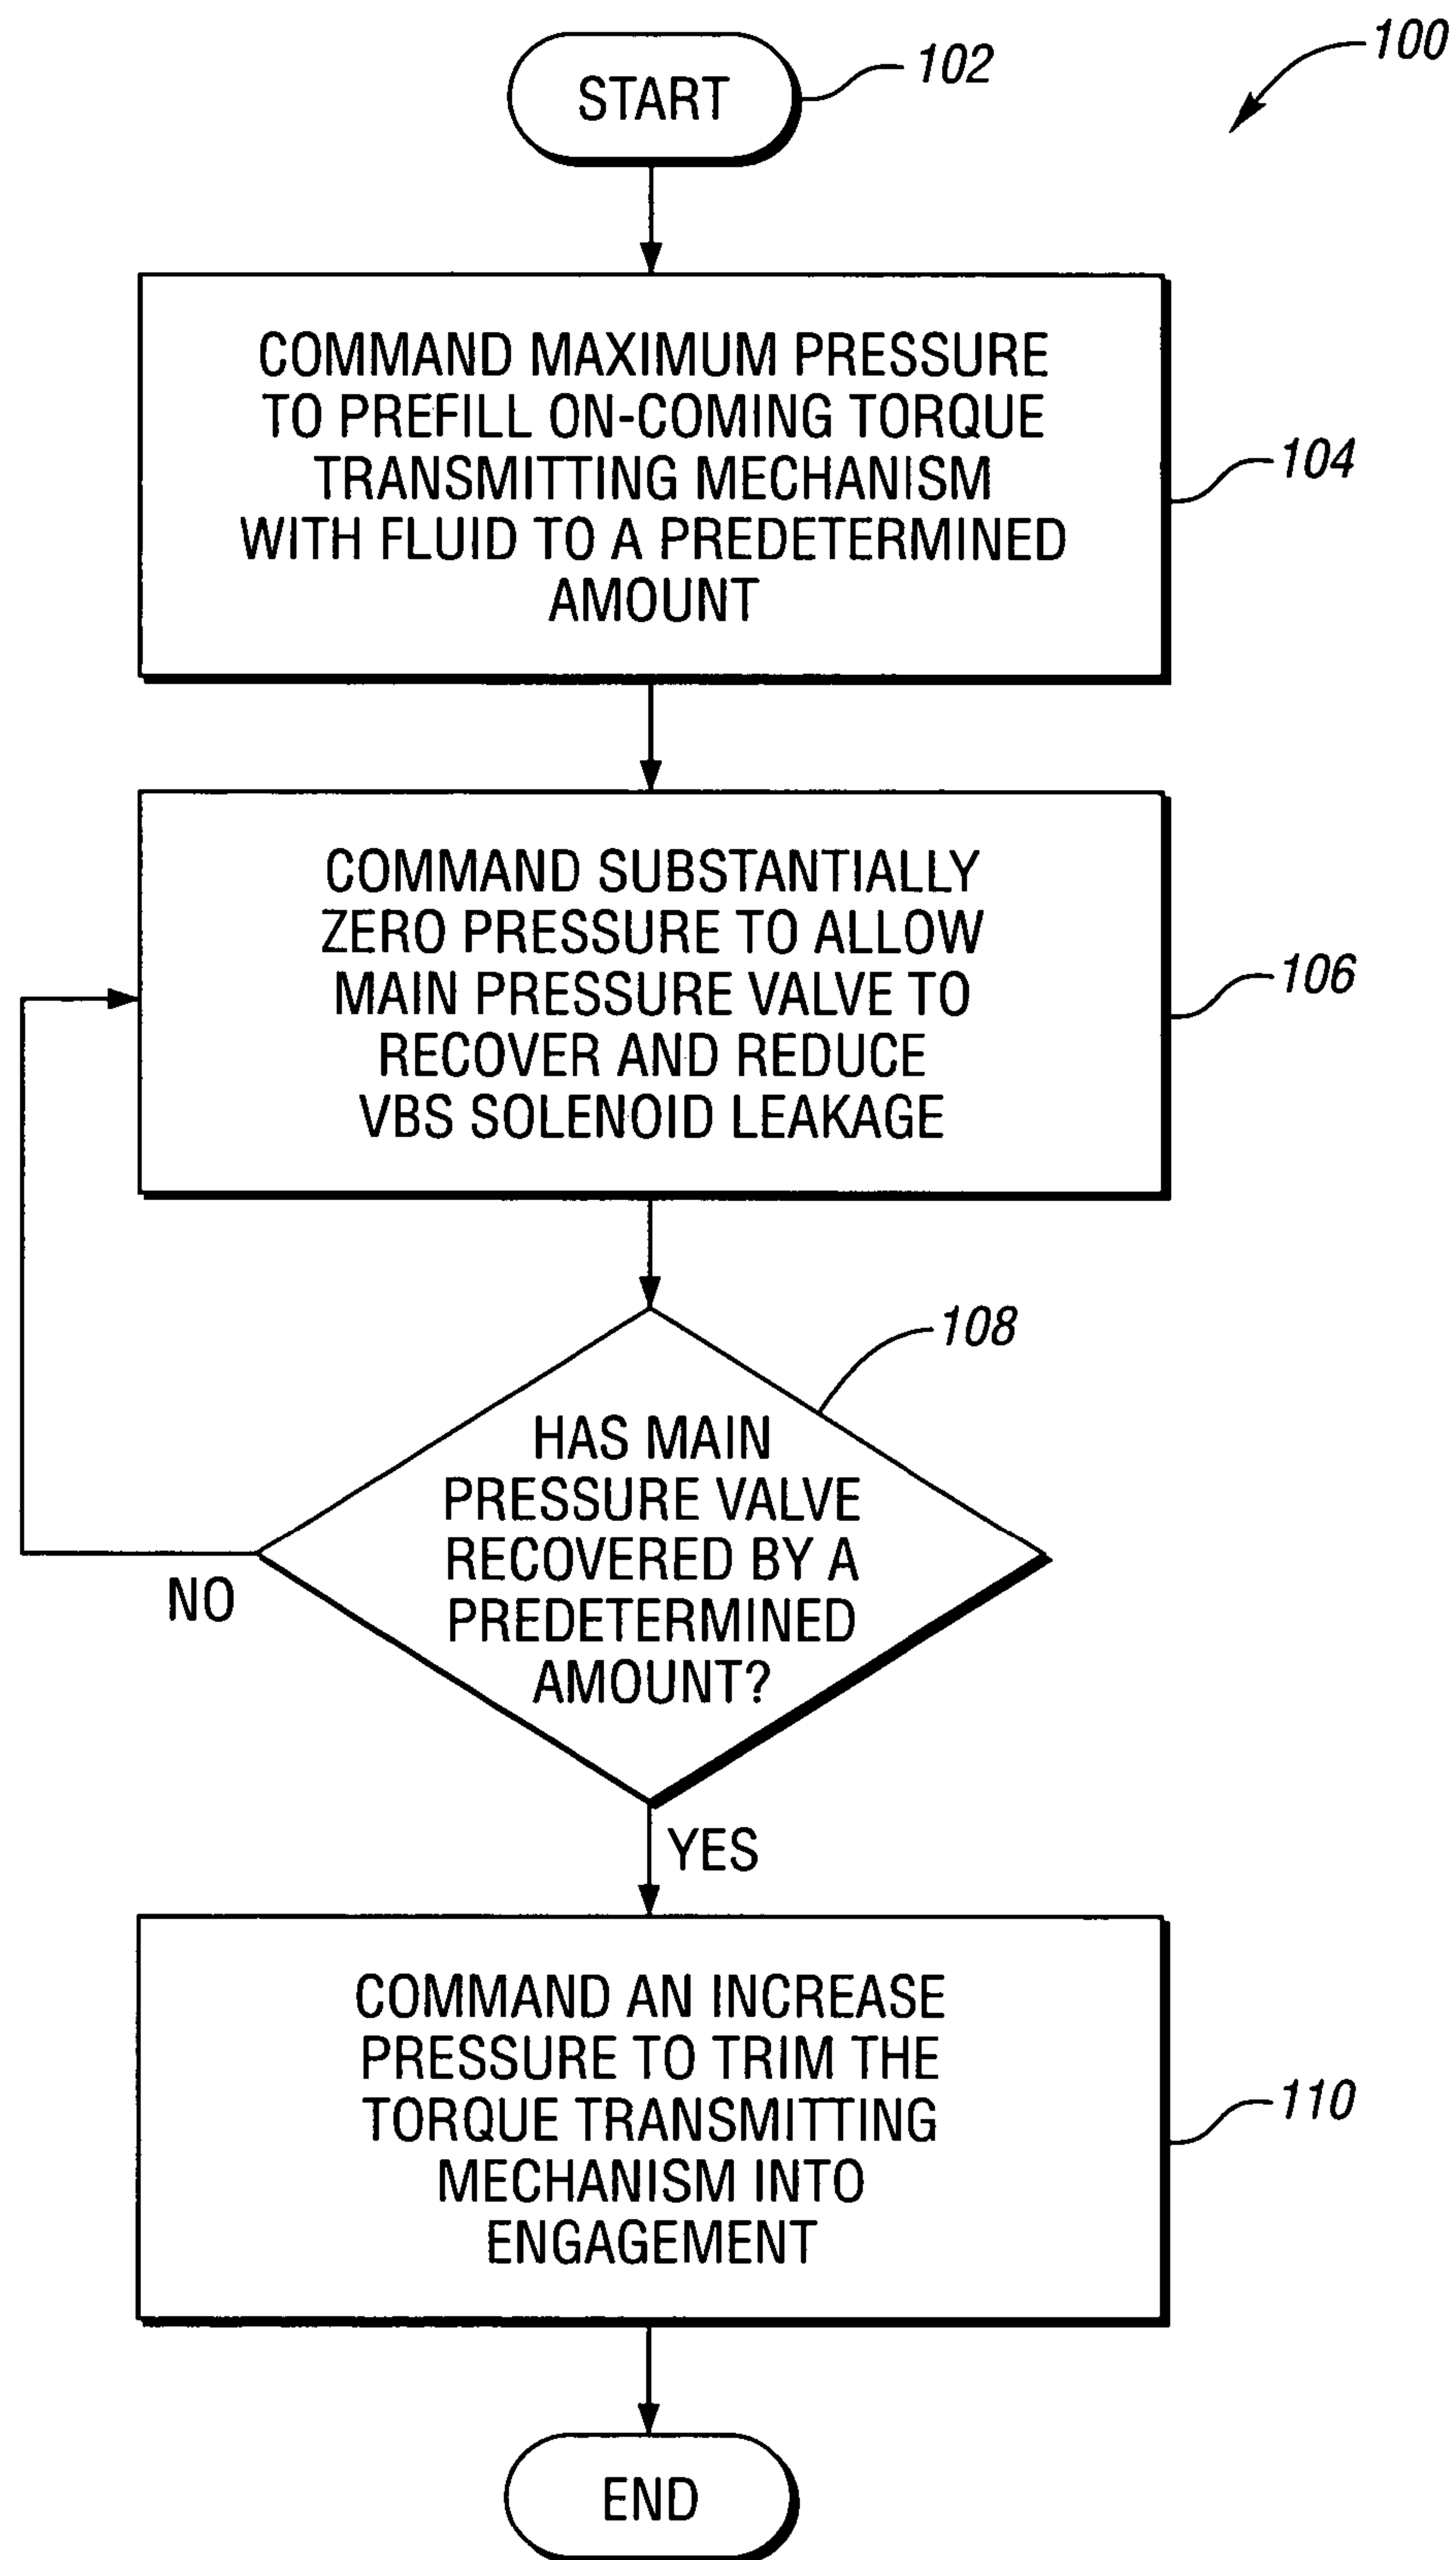 100
START
102
COMMAND MAXIMUM PRESSURE
TO PREFILL ON-COMING TORQUE
TRANSMITTING MECHANISM
WITH FLUID TO A PREDETERMINED
AMOUNT
104
COMMAND SUBSTANTIALLY
ZERO PRESSURE TO ALLOW
MAIN PRESSURE VALVE TO
RECOVER AND REDUCE
VBS SOLENOID LEAKAGE
106
108
HAS MAIN
PRESSURE VALVE
RECOVERED BY A
PREDETERMINED
AMOUNT?
NO
YES
COMMAND AN INCREASE
PRESSURE TO TRIM THE
TORQUE TRANSMITTING
MECHANISM INTO
ENGAGEMENT
110
END